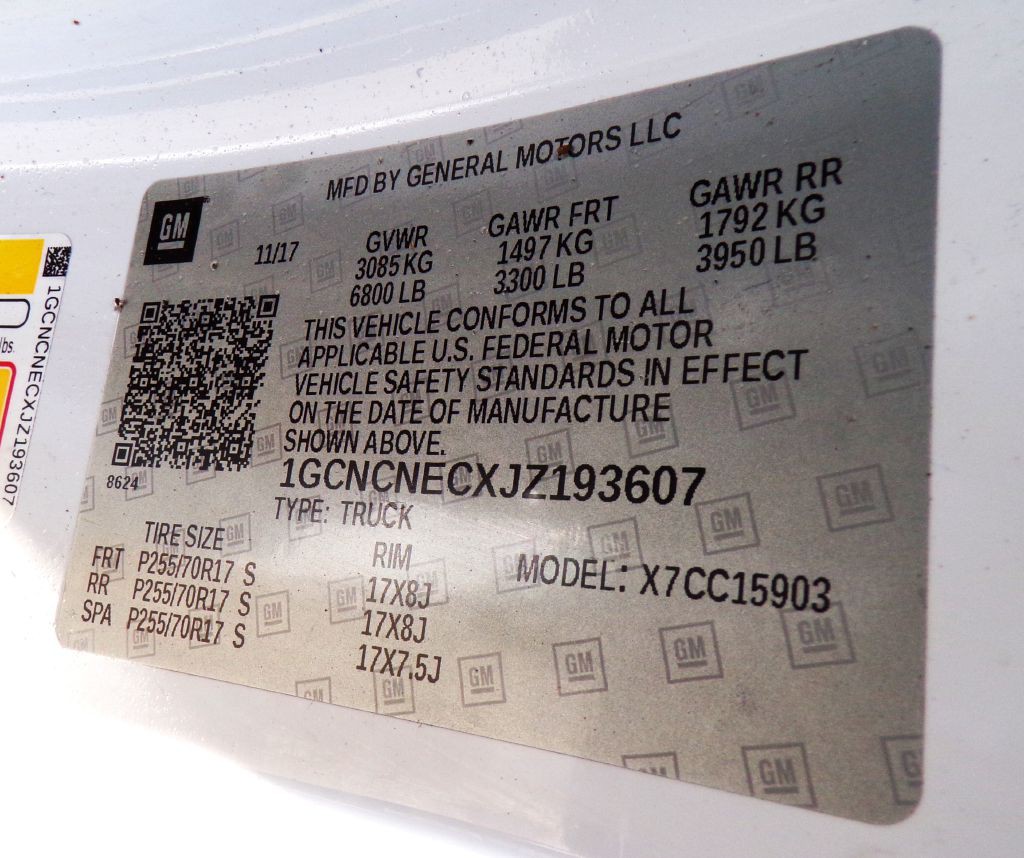 MFD BY GENERAL MOTORS LLC
GM
11/17
GVWR
3085 KG
6800 LB
GAWR FRT
1497 KG
3300 LB
GAWR RR
1792 KG
3950 LB
THIS VEHICLE CONFORMS TO ALL
APPLICABLE U.S. FEDERAL MOTOR
VEHICLE SAFETY STANDARDS IN EFFECT
ON THE DATE OF MANUFACTURE
SHOWN ABOVE.
8624
1GCNCNECXJZ193607
TYPE: TRUCK
TIRE SIZE RIM
FRT P255/70R17 S 17X8J
RR P255/70R17 S 17X8J
SPA P255/70R17 S 17X7.5J
MODEL: X7CC15903
lbs.
1GCNCNECXJZ193607